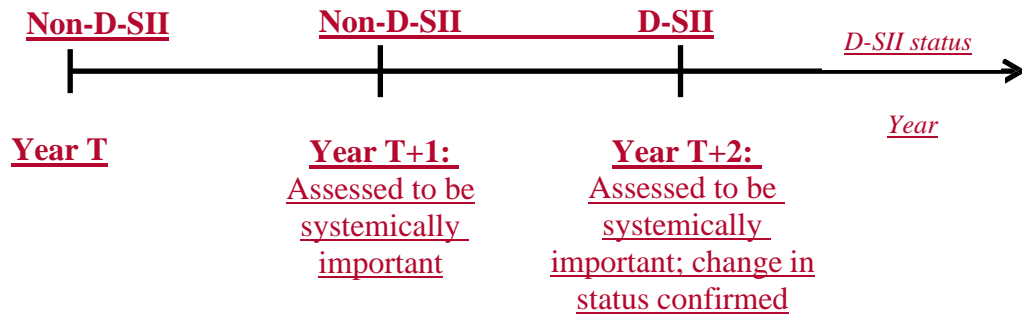 Non-D-SII Non-D-SII D-SII
D-SII status
Year
Year T
Year T+1:
Assessed to be
systemically
important
Year T+2:
Assessed to be
systemically
important; change in
status confirmed